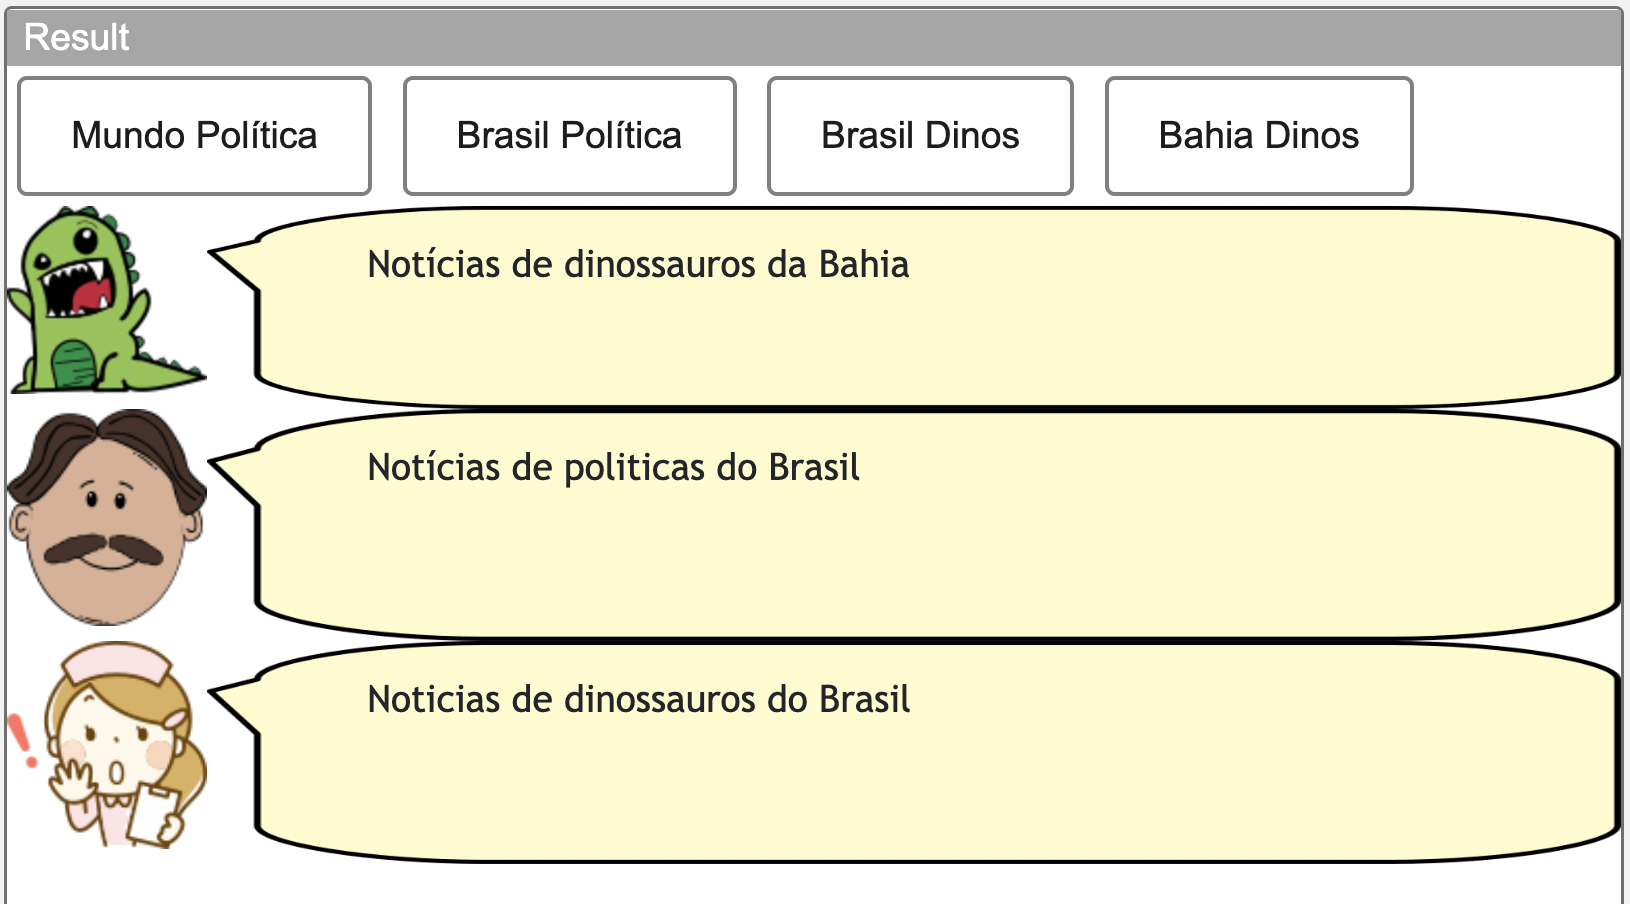 Result
Mundo Política
Brasil Política
Brasil Dinos
Bahia Dinos
Notícias de dinossauros da Bahia
Notícias de politicas do Brasil
Noticias de dinossauros do Brasil